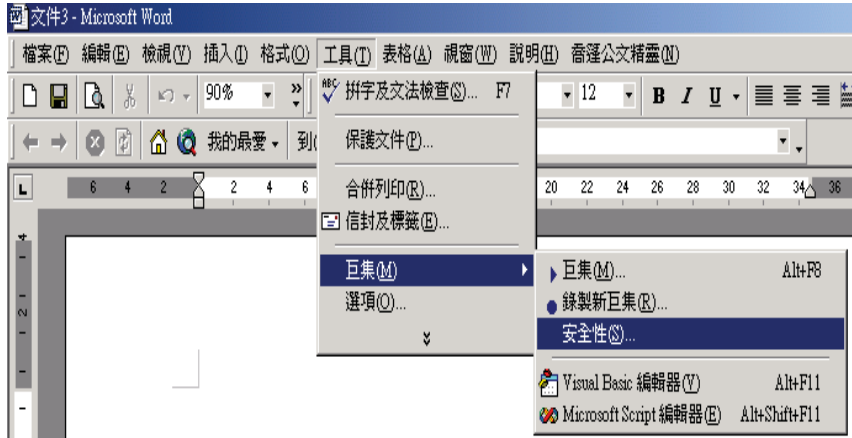 文件3 - Microsoft Word
檔案(F) 編輯(E) 檢視(V) 插入(I) 格式(O) 工具(T) 表格(A) 視窗(W) 說明(H) 喬蓬公文精靈(N)
90% » 12 B I U
ABC 拼字及文法檢查(S)... F7
我的最愛 到
保護文件(P)...
L 6 4 2 2 4 6 20 22 24 26 28 30 32 34 36
合併列印(R)...
信封及標籤(E)...
巨集(M)
選項(O)...
巨集(M)... Alt+F8
錄製新巨集(R)...
安全性(S)...
Visual Basic 編輯器(V) Alt+F11
Microsoft Script 編輯器(E) Alt+Shift+F11
4
2